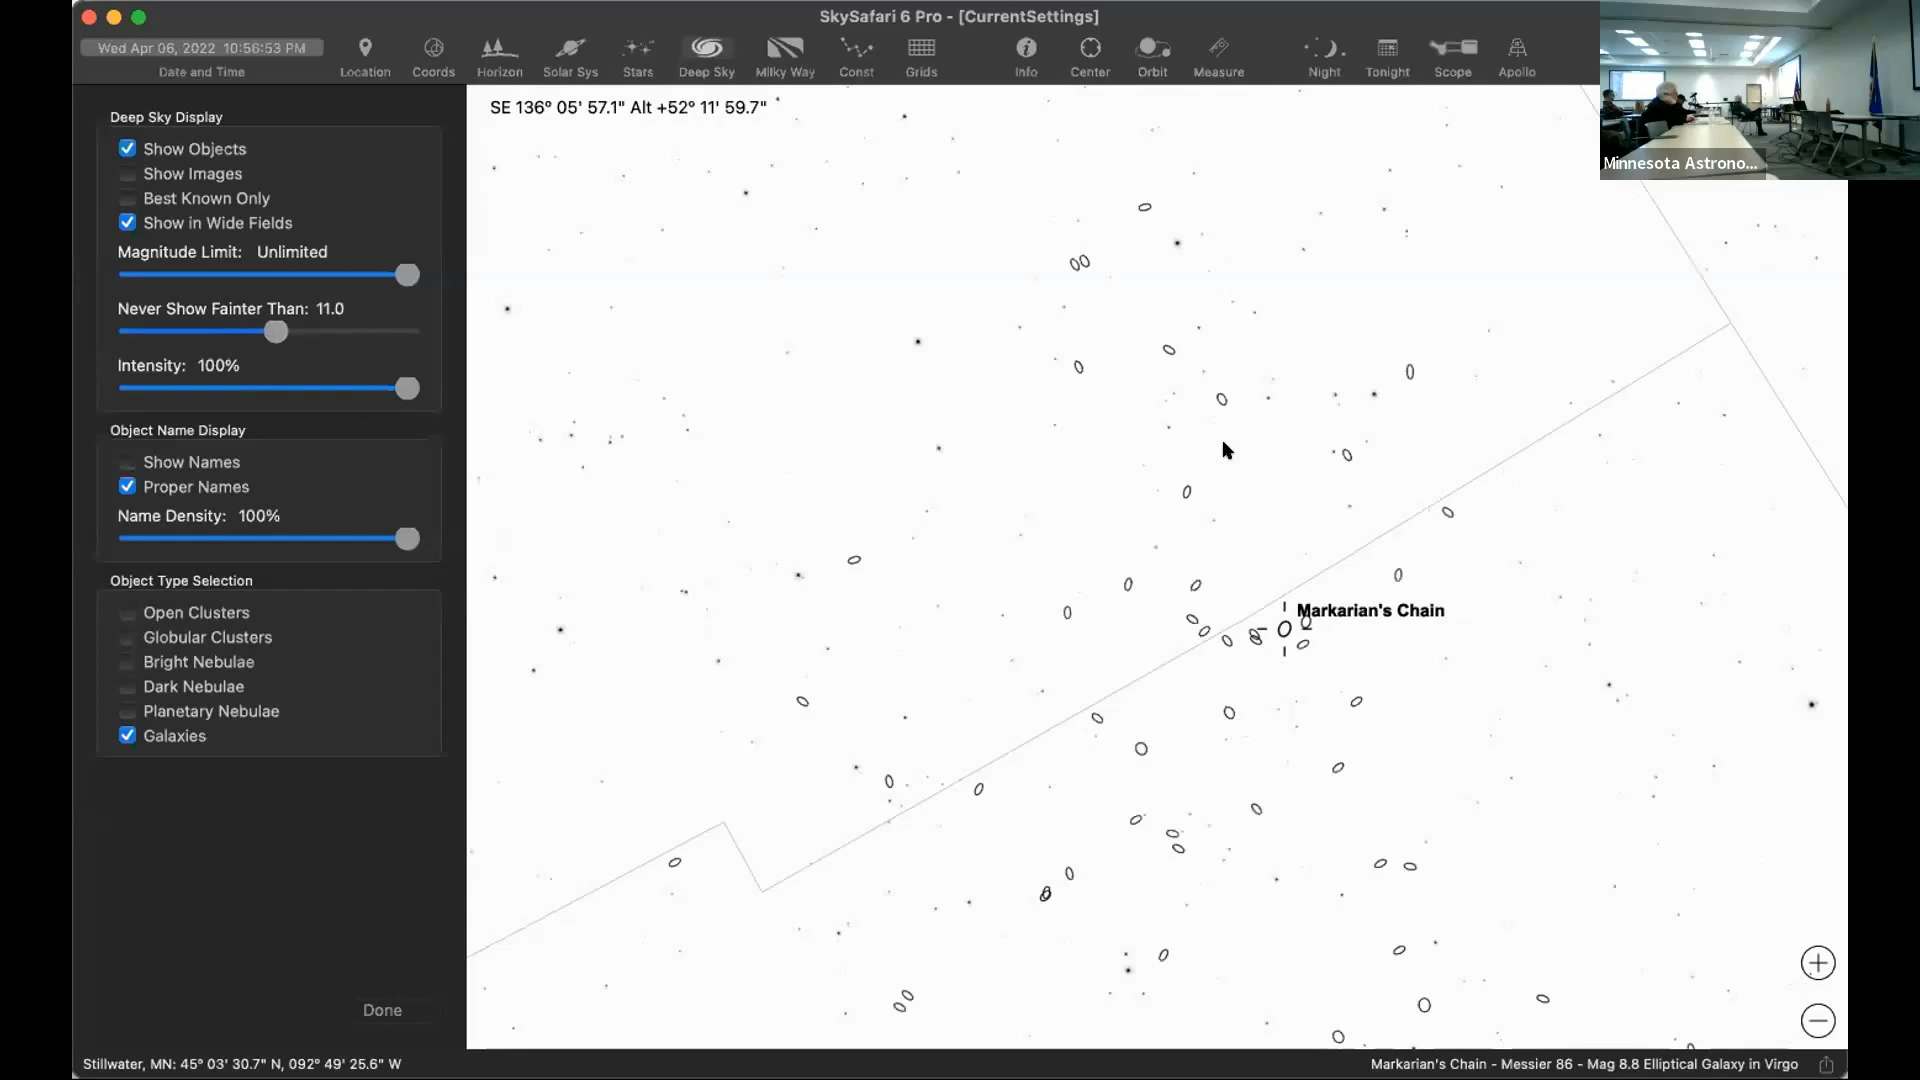 SkySafari 6 Pro - [CurrentSettings]
Wed Apr 06, 2022 10:56:53 PM
Date and Time
Location
Coords
Horizon
Solar Sys
Stars
Deep Sky
Milky Way
Const
Grids
Info
Center
Orbit
Measure
Night
Tonight
Scope
Apollo
Minnesota Astrono...
Deep Sky Display
Show Objects
Show Images
Best Known Only
Show in Wide Fields
Magnitude Limit: Unlimited
Never Show Fainter Than: 11.0
Intensity: 100%
Object Name Display
Show Names
Proper Names
Name Density: 100%
Object Type Selection
Open Clusters
Globular Clusters
Bright Nebulae
Dark Nebulae
Planetary Nebulae
Galaxies
Done
SE 136° 05' 57.1" Alt +52° 11' 59.7"
Markarian's Chain
Stillwater, MN: 45° 03' 30.7" N, 092° 49' 25.6" W
Markarian's Chain - Messier 86 - Mag 8.8 Elliptical Galaxy in Virgo